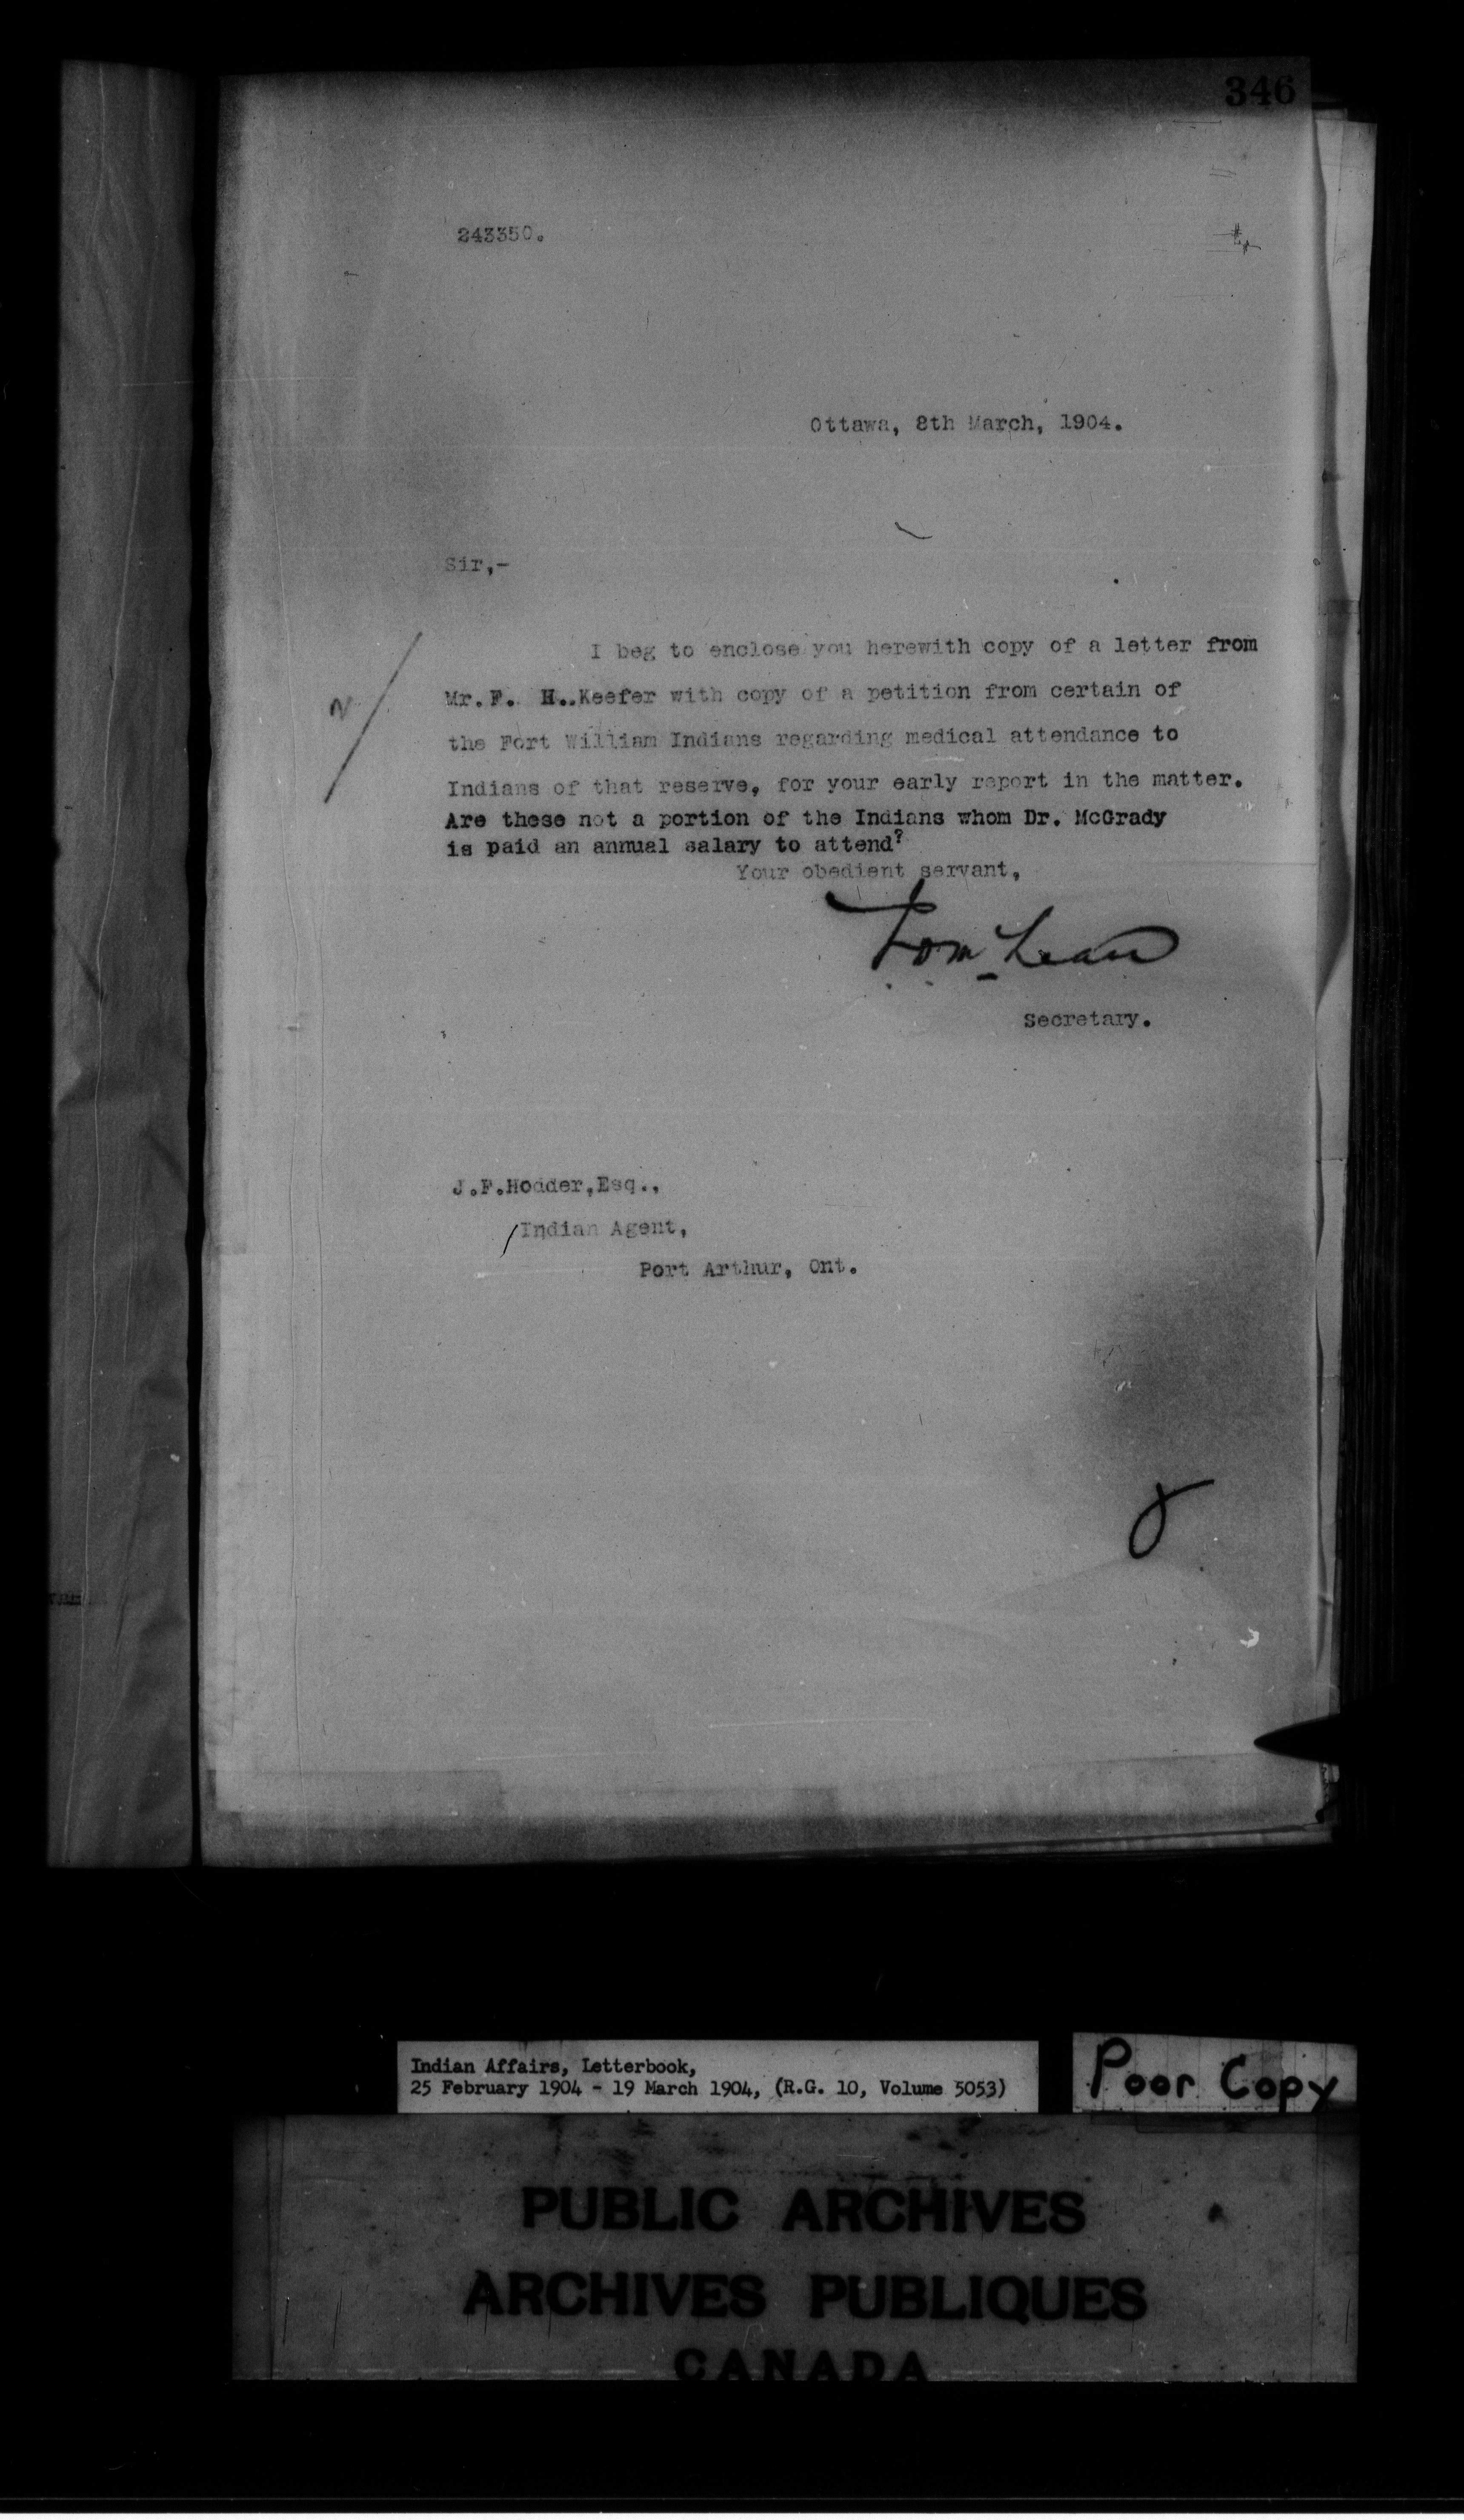 346
243350.
Ottawa, 8th March, 1904.
Sir,-
I beg to enclose you herewith copy of a letter from
Mr. F. H..Keefer with copy of a petition from certain of
the Fort William Indians regarding medical attendance to
Indians of that reserve, for your early report in the matter.
Are these not a portion of the Indians whom Dr. McGrady
is paid an annual salary to attend?
Your obedient servant,
Secretary.
J.F.Hodder,Esq.,
Indian Agent,
Port Arthur, Ont.
Indian Affairs, Letterbook,
25 February 1904 - 19 March 1904, (R.G. 10, Volume 5053)
Poor Copy
PUBLIC ARCHIVES
ARCHIVES PUBLIQUES
CANADA